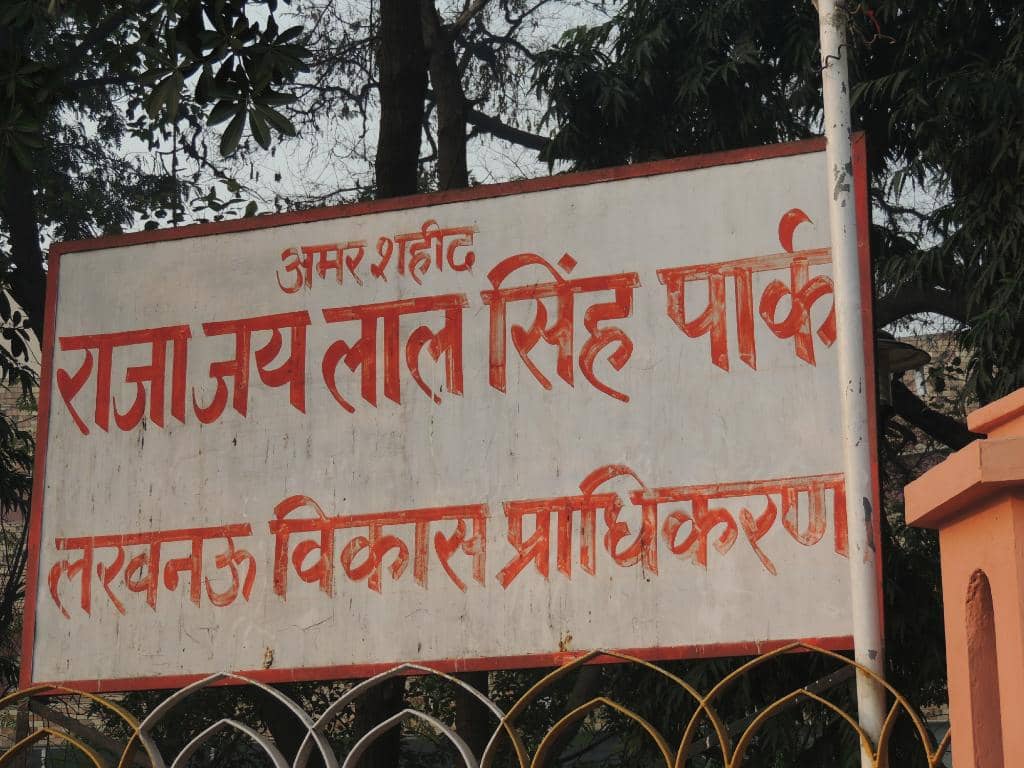 अमर शहीद
राजा जय लाल सिंह पार्क
लखनऊ विकास प्राधिकरण